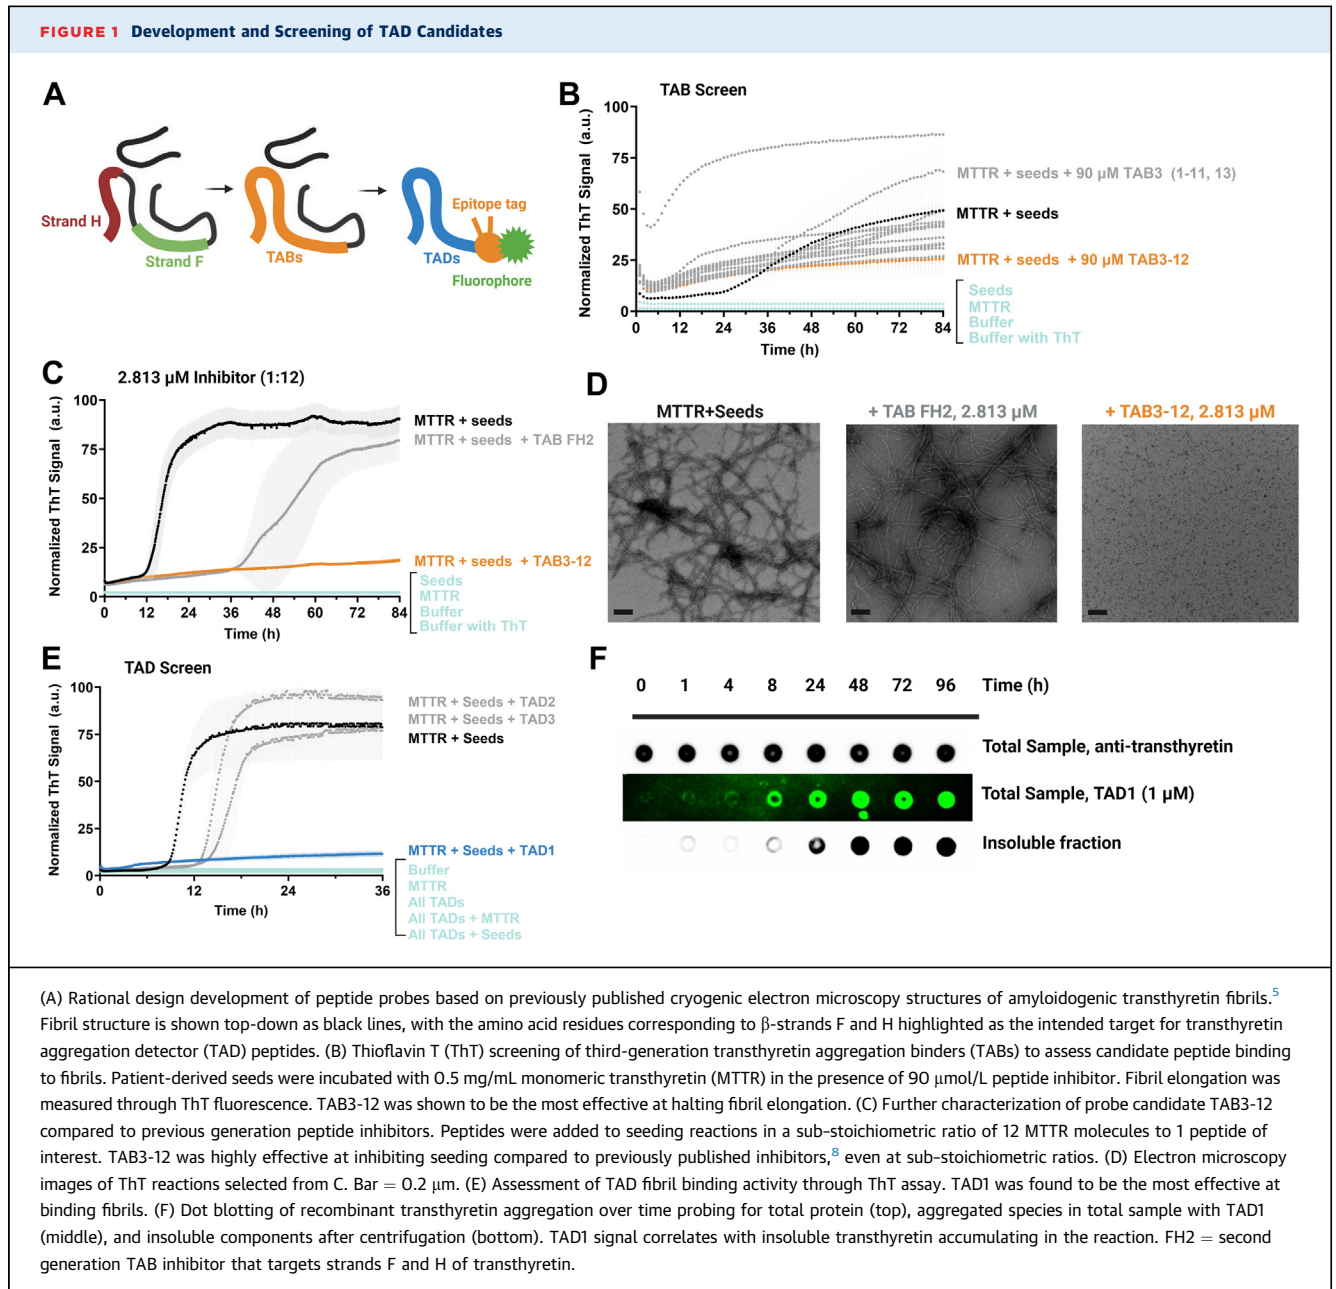 FIGURE 1 Development and Screening of TAD Candidates
A
Strand H
Strand F
TABs
Epitope tag
TADs
Fluorophore
B
TAB Screen
Normalized ThT Signal (a.u.)
100
75
50
25
0
0 12 24 36 48 60 72 84
Time (h)
MTTR + seeds + 90 µM TAB3 (1-11, 13)
MTTR + seeds
MTTR + seeds + 90 µM TAB3-12
Seeds
MTTR
Buffer
Buffer with ThT
C
2.813 µM Inhibitor (1:12)
Normalized ThT Signal (a.u.)
100
75
50
25
0
0 12 24 36 48 60 72 84
Time (h)
MTTR + seeds
MTTR + seeds + TAB FH2
MTTR + seeds + TAB3-12
Seeds
MTTR
Buffer
Buffer with ThT
D
MTTR+Seeds
+ TAB FH2, 2.813 µM
+ TAB3-12, 2.813 µM
E
TAD Screen
Normalized ThT Signal (a.u.)
100
75
50
25
0
0 12 24 36
Time (h)
MTTR + Seeds + TAD2
MTTR + Seeds + TAD3
MTTR + Seeds
MTTR + Seeds + TAD1
Buffer
MTTR
All TADs
All TADs + MTTR
All TADs + Seeds
F
0 1 4 8 24 48 72 96 Time (h)
Total Sample, anti-transthyretin
Total Sample, TAD1 (1 µM)
Insoluble fraction
(A) Rational design development of peptide probes based on previously published cryogenic electron microscopy structures of amyloidogenic transthyretin fibrils.5
Fibril structure is shown top-down as black lines, with the amino acid residues corresponding to β-strands F and H highlighted as the intended target for transthyretin
aggregation detector (TAD) peptides. (B) Thioflavin T (ThT) screening of third-generation transthyretin aggregation binders (TABs) to assess candidate peptide binding
to fibrils. Patient-derived seeds were incubated with 0.5 mg/mL monomeric transthyretin (MTTR) in the presence of 90 μmol/L peptide inhibitor. Fibril elongation was
measured through ThT fluorescence. TAB3-12 was shown to be the most effective at halting fibril elongation. (C) Further characterization of probe candidate TAB3-12
compared to previous generation peptide inhibitors. Peptides were added to seeding reactions in a sub-stoichiometric ratio of 12 MTTR molecules to 1 peptide of
interest. TAB3-12 was highly effective at inhibiting seeding compared to previously published inhibitors,8 even at sub-stoichiometric ratios. (D) Electron microscopy
images of ThT reactions selected from C. Bar = 0.2 μm. (E) Assessment of TAD fibril binding activity through ThT assay. TAD1 was found to be the most effective at
binding fibrils. (F) Dot blotting of recombinant transthyretin aggregation over time probing for total protein (top), aggregated species in total sample with TAD1
(middle), and insoluble components after centrifugation (bottom). TAD1 signal correlates with insoluble transthyretin accumulating in the reaction. FH2 = second
generation TAB inhibitor that targets strands F and H of transthyretin.